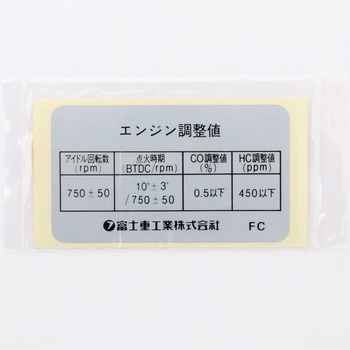 エンジン調整値
アイドル回転数 点火時期 CO調整値 HC調整値
(rpm) (BTDC/rpm) (%) (ppm)
750±50 10°±3° 0.5以下 450以下
/750±50
富士重工業株式会社 FC